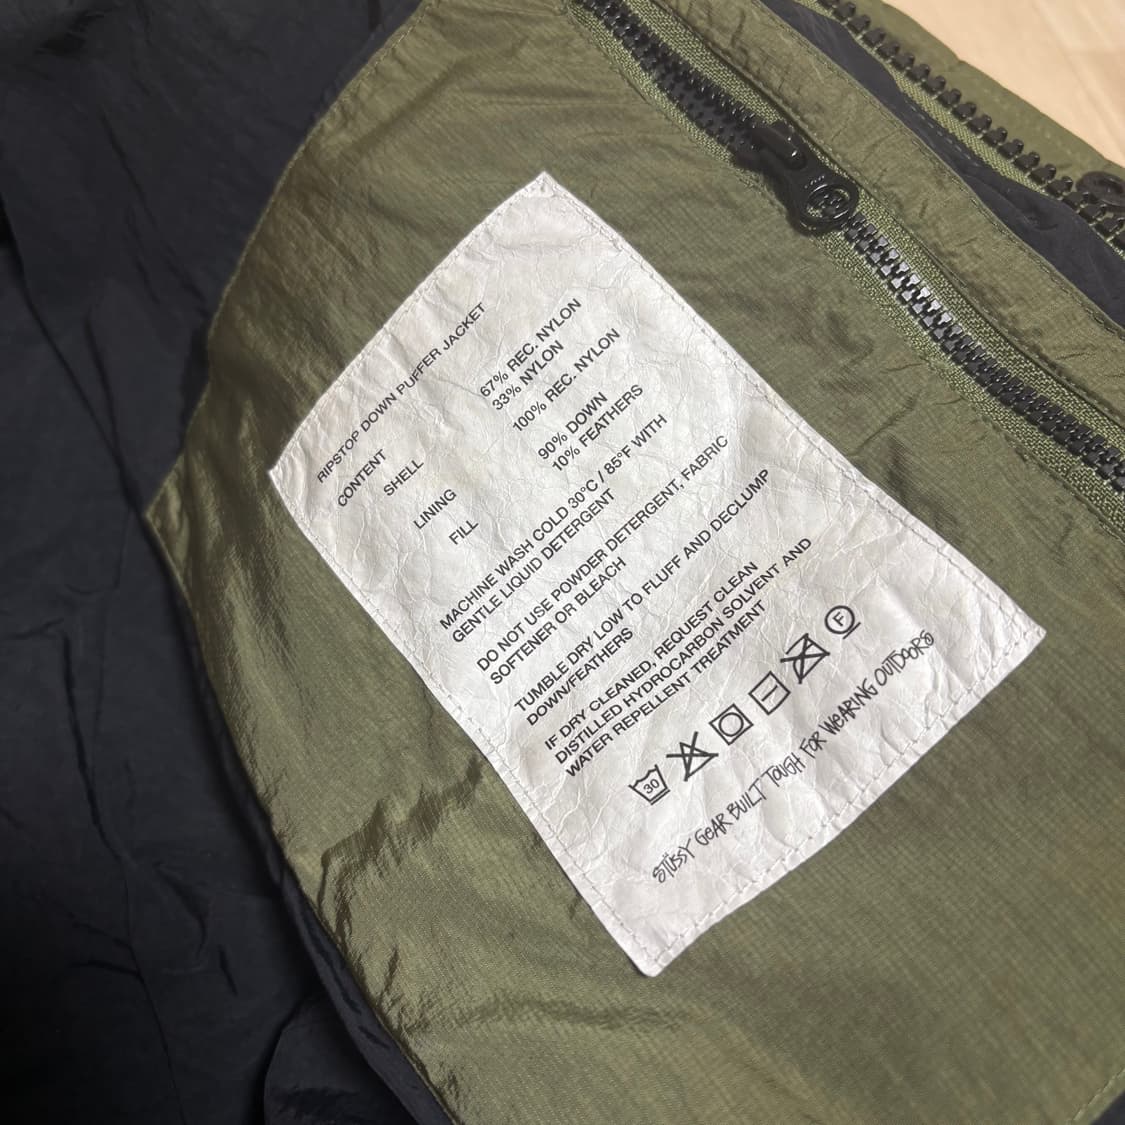 RIPSTOP DOWN PUFFER JACKET
CONTENT
SHELL 67% REC. NYLON
33% NYLON
LINING 100% REC. NYLON
FILL 90% DOWN
10% FEATHERS
MACHINE WASH COLD 30°C / 85°F WITH
GENTLE LIQUID DETERGENT
DO NOT USE POWDER DETERGENT, FABRIC
SOFTENER OR BLEACH
TUMBLE DRY LOW TO FLUFF AND DECLUMP
DOWN/FEATHERS
IF DRY CLEANED, REQUEST CLEAN
DISTILLED HYDROCARBON SOLVENT AND
WATER REPELLENT TREATMENT
30
F
STÜSSY GEAR BUILT TOUGH FOR WEARING OUTDOORS